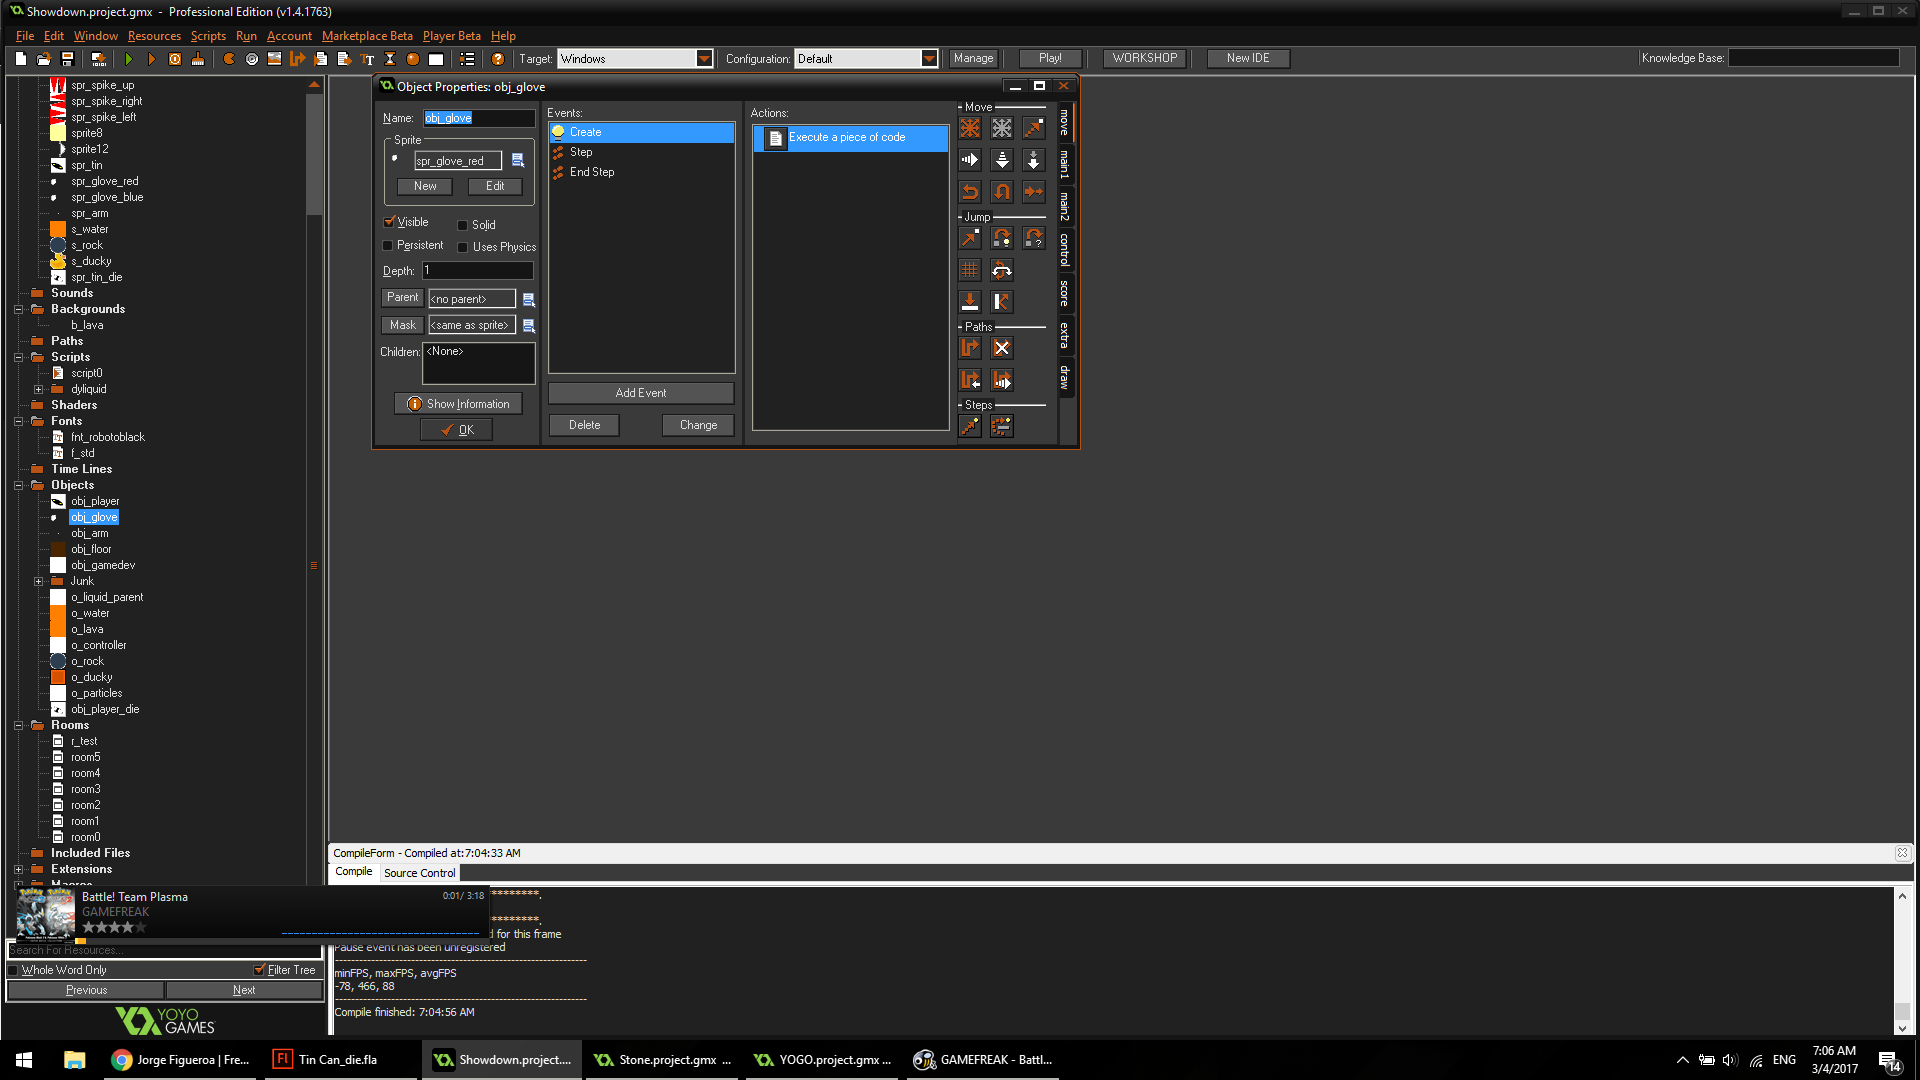 Showdown.project.gmx - Professional Edition (v1.4.1763)
File Edit Window Resources Scripts Run Account Marketplace Beta Player Beta Help
Target: Windows Configuration: Default Manage Play! WORKSHOP New IDE Knowledge Base:
spr_spike_up
spr_spike_right
spr_spike_left
sprite8
sprite12
spr_tin
spr_glove_red
spr_glove_blue
spr_arm
s_water
s_rock
s_ducky
spr_tin_die
Sounds
Backgrounds
b_lava
Paths
Scripts
script0
dyliquid
Shaders
Fonts
fnt_robotoblack
f_std
Time Lines
Objects
obj_player
obj_glove
obj_arm
obj_floor
obj_gamedev
Junk
o_liquid_parent
o_water
o_lava
o_controller
o_rock
o_ducky
o_particles
obj_player_die
Rooms
r_test
room5
room4
room3
room2
room1
room0
Included Files
Extensions
Macros
Battle! Team Plasma 0:01/ 3:18
GAMEFREAK
Search For Resources...
Whole Word Only Filter Tree
Previous Next
YOYO
GAMES
Object Properties: obj_glove
Name: obj_glove
Sprite
spr_glove_red
New Edit
Visible Solid
Persistent Uses Physics
Depth: 1
Parent <no parent>
Mask <same as sprite>
Children: <None>
Show Information
OK
Events:
Create
Step
End Step
Add Event
Delete Change
Actions:
Execute a piece of code
Move
Jump
Paths
Steps
move
main1
main2
control
score
extra
draw
CompileForm - Compiled at:7:04:33 AM
Compile Source Control
********.
********.
d for this frame
Pause event has been unregistered
minFPS, maxFPS, avgFPS
-78, 466, 88
Compile finished: 7:04:56 AM
Jorge Figueroa | Fre...
Tin Can_die.fla
Showdown.project....
Stone.project.gmx ...
YOGO.project.gmx ...
GAMEFREAK - Battl...
ENG
7:06 AM
3/4/2017
14